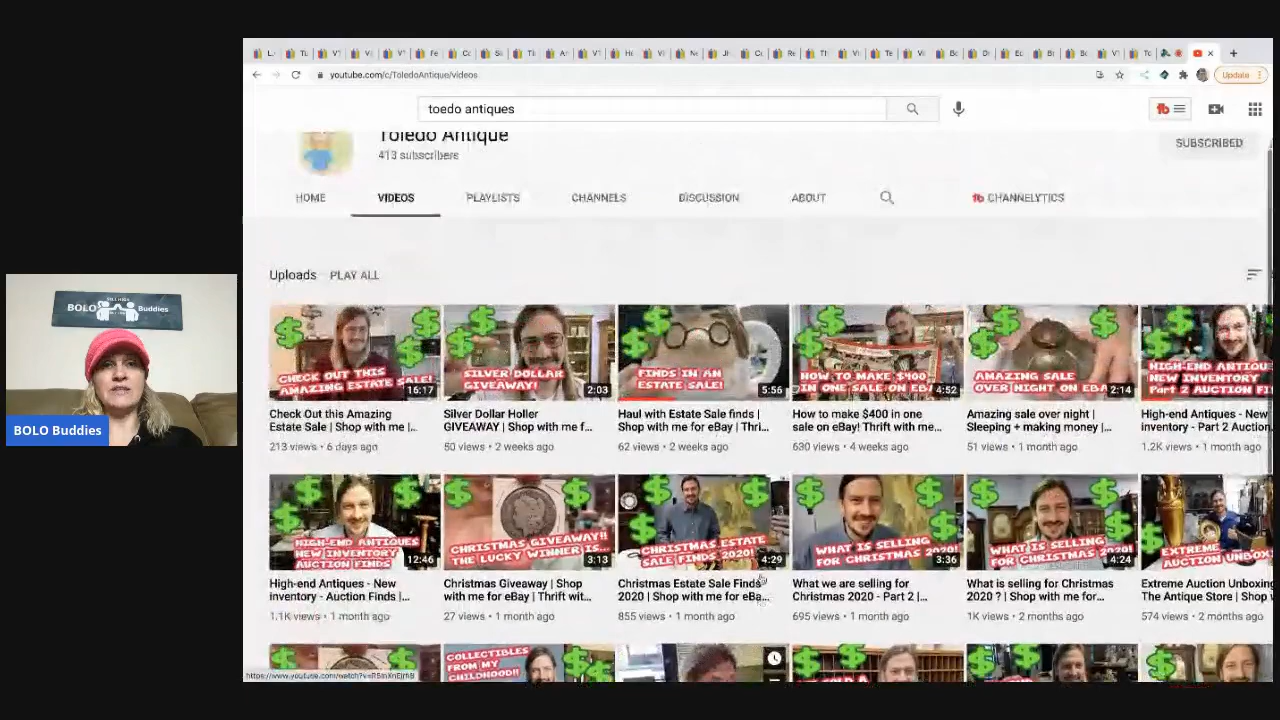 youtube.com/c/ToledoAntique/videos
Update
toedo antiques
Toledo Antique
413 subscribers
SUBSCRIBED
HOME
VIDEOS
PLAYLISTS
CHANNELS
DISCUSSION
ABOUT
CHANNELYTICS
Uploads
PLAY ALL
BOLO Buddies
BOLO Buddies
CHECK OUT THIS
AMAZING ESTATE SALE!
16:17
SILVER DOLLAR
GIVEAWAY!
2:03
FINDS IN AN
ESTATE SALE!
5:56
HOW TO MAKE $400
IN ONE SALE ON EBA
4:52
AMAZING SALE
OVER NIGHT ON EBA
2:14
HIGH-END ANTIQU
NEW INVENTORY
Part 2 AUCTION FI
Check Out this Amazing
Estate Sale | Shop with me |...
213 views • 6 days ago
Silver Dollar Holler
GIVEAWAY | Shop with me f...
50 views • 2 weeks ago
Haul with Estate Sale finds |
Shop with me for eBay | Thri...
62 views • 2 weeks ago
How to make $400 in one
sale on eBay! Thrift with me...
630 views • 4 weeks ago
Amazing sale over night |
Sleeping + making money |...
51 views • 1 month ago
High-end Antiques - New
inventory - Part 2 Auction
1.2K views • 1 month ago
HIGH-END ANTIQUES
NEW INVENTORY
AUCTION FINDS
12:46
CHRISTMAS GIVEAWAY!!
THE LUCKY WINNER IS...
3:13
CHRISTMAS ESTATE
SALE FINDS 2020!
4:29
WHAT IS SELLING
FOR CHRISTMAS 2020!
3:36
WHAT IS SELLING
FOR CHRISTMAS 2020!
4:24
EXTREME
AUCTION UNBOXIN
High-end Antiques - New
inventory - Auction Finds |...
1.1K views • 1 month ago
Christmas Giveaway | Shop
with me for eBay | Thrift wit...
27 views • 1 month ago
Christmas Estate Sale Finds
2020 | Shop with me for eBa...
855 views • 1 month ago
What we are selling for
Christmas 2020 - Part 2 |...
695 views • 1 month ago
What is selling for Christmas
2020 ? | Shop with me for...
1K views • 2 months ago
Extreme Auction Unboxing
The Antique Store | Shop
574 views • 2 months ago
COLLECTIBLES
FROM MY
CHILDHOOD!!